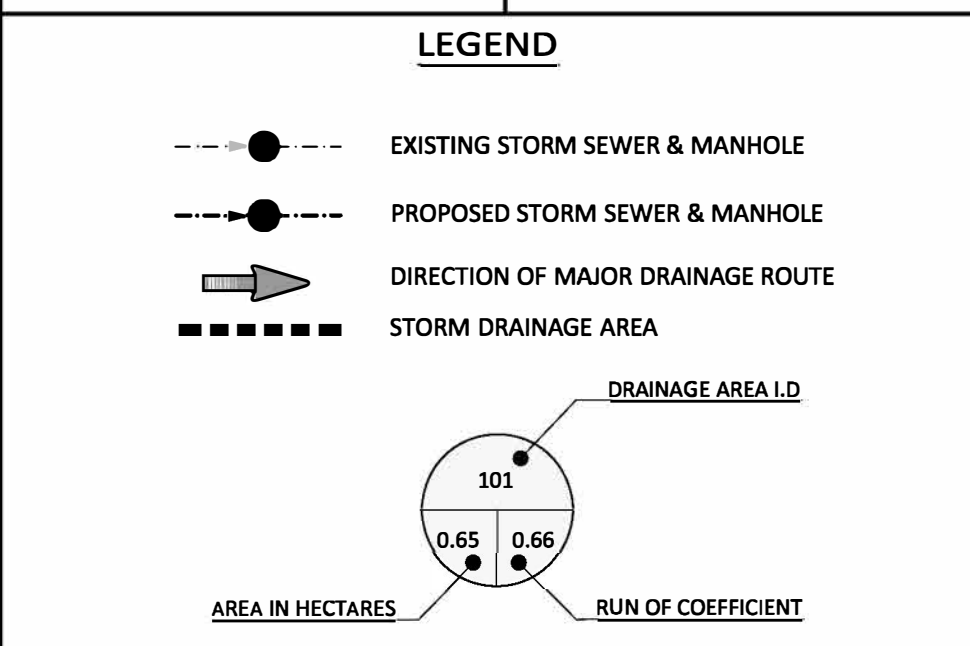 LEGEND
EXISTING STORM SEWER & MANHOLE
PROPOSED STORM SEWER & MANHOLE
DIRECTION OF MAJOR DRAINAGE ROUTE
STORM DRAINAGE AREA
DRAINAGE AREA I.D
101
0.65 0.66
AREA IN HECTARES RUN OF COEFFICIENT